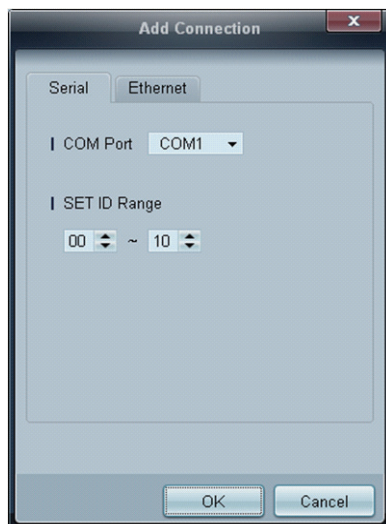 Add Connection
x
Serial Ethernet
COM Port COM1
SET ID Range
00 ~ 10
OK Cancel